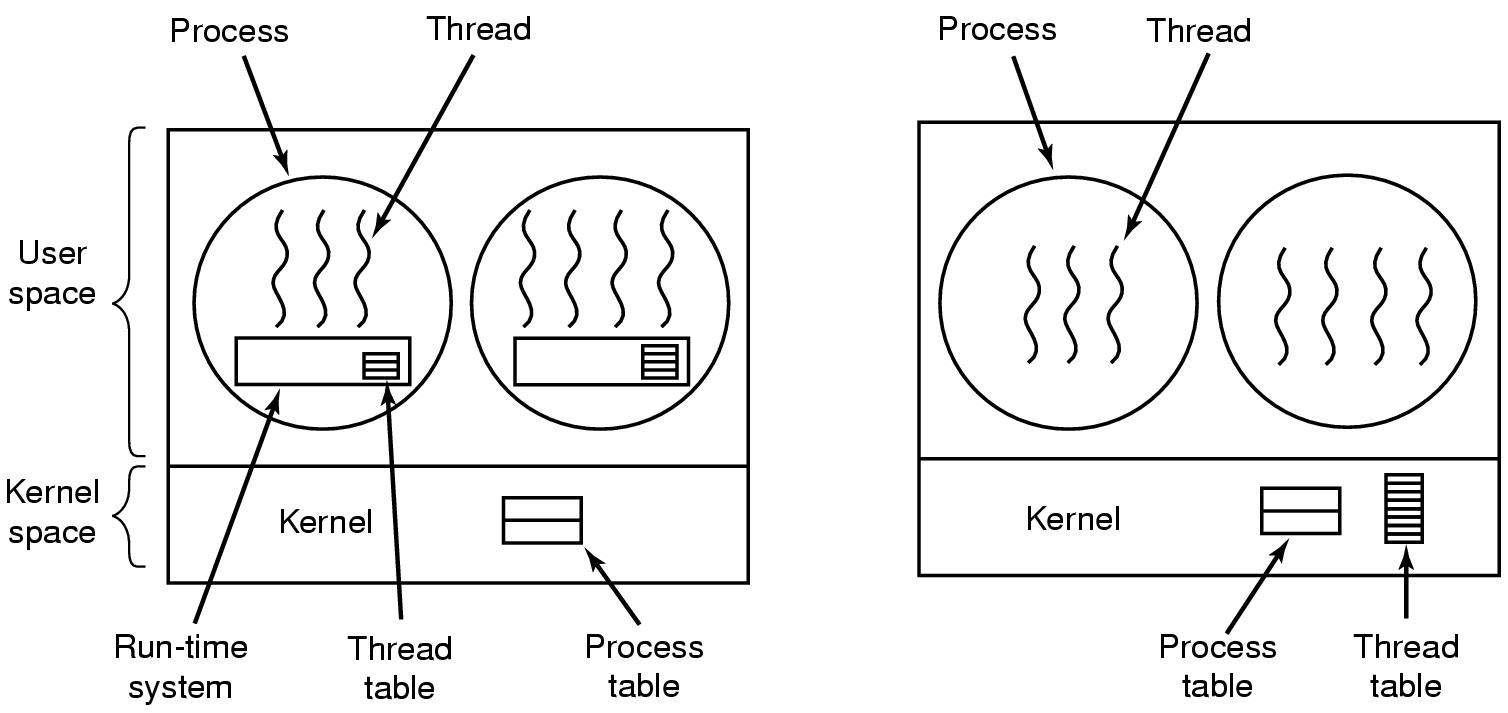 Process
Thread
Process
Thread
User
space
Kernel
space
Kernel
Kernel
Run-time
system
Thread
table
Process
table
Process
table
Thread
table